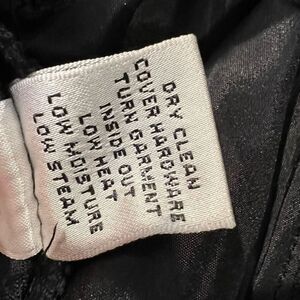 DRY CLEAN
COVER HARDWARE
TURN GARMENT
INSIDE OUT
LOW HEAT
LOW MOISTURE
LOW STEAM